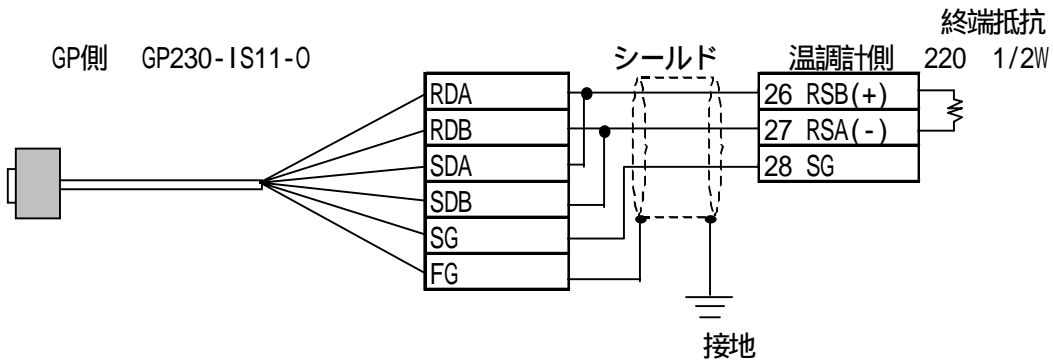 終端抵抗
GP側 GP230-IS11-O シールド 温調計側 220 1/2W
RDA 26 RSB(+)
RDB 27 RSA(-)
SDA 28 SG
SDB
SG
FG
接地